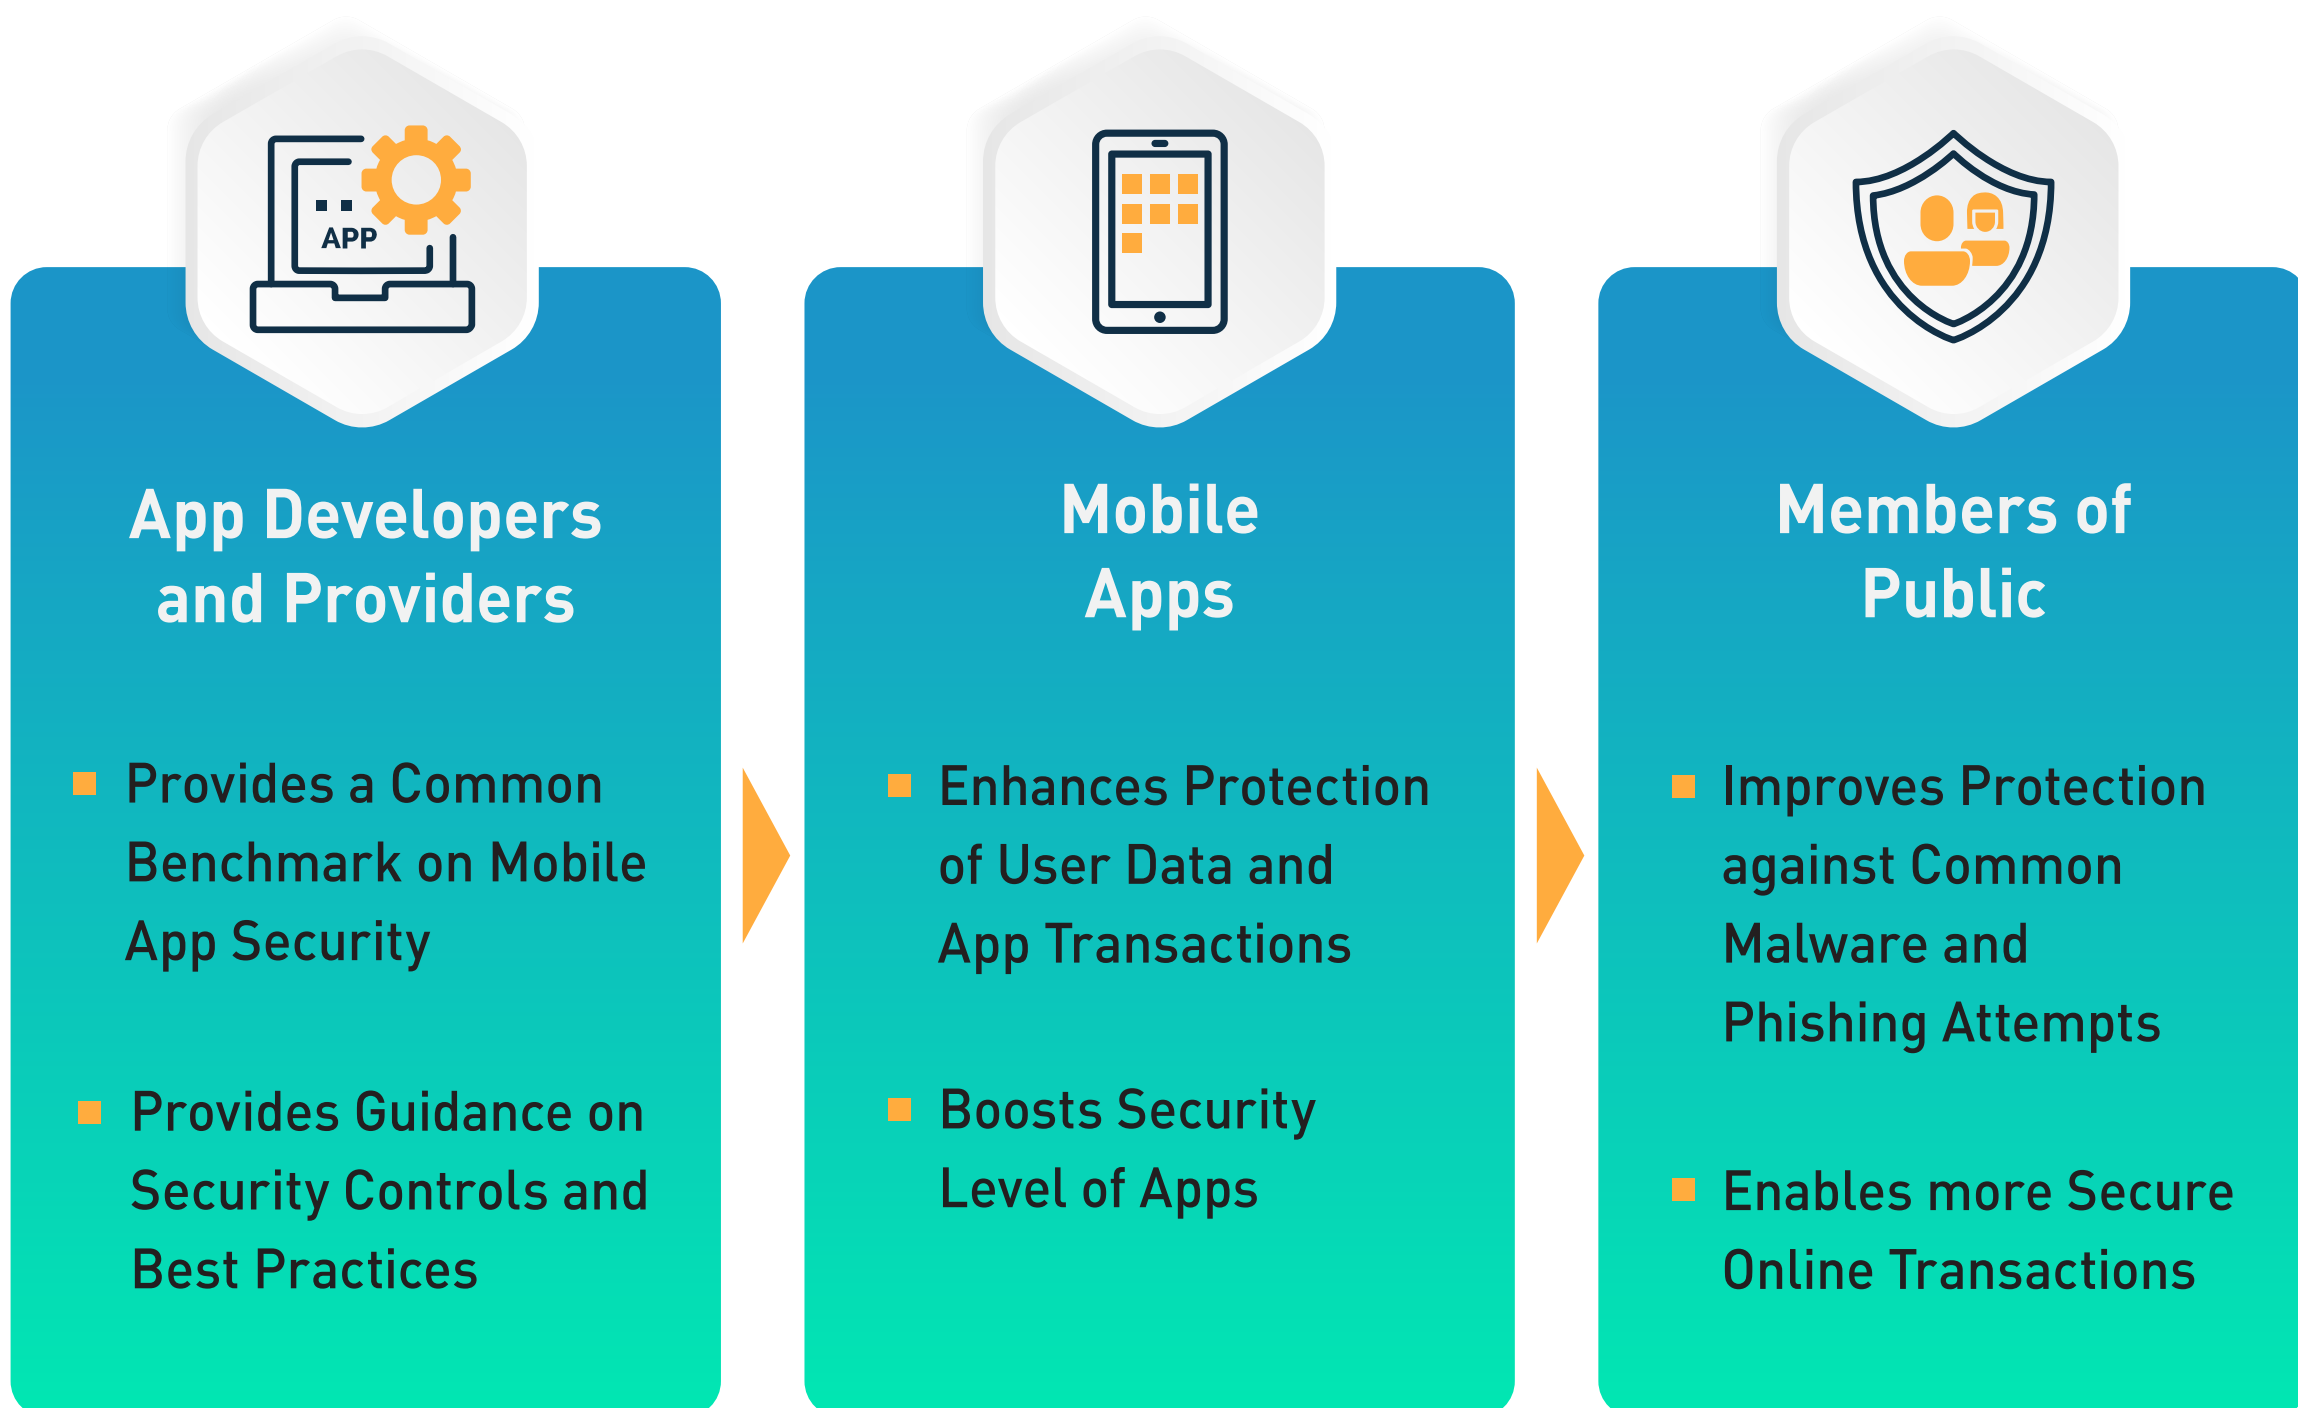 APP
App Developers
and Providers
Provides a Common
Benchmark on Mobile
App Security
Provides Guidance on
Security Controls and
Best Practices
Mobile
Apps
Enhances Protection
of User Data and
App Transactions
Boosts Security
Level of Apps
Members of
Public
Improves Protection
against Common
Malware and
Phishing Attempts
Enables more Secure
Online Transactions